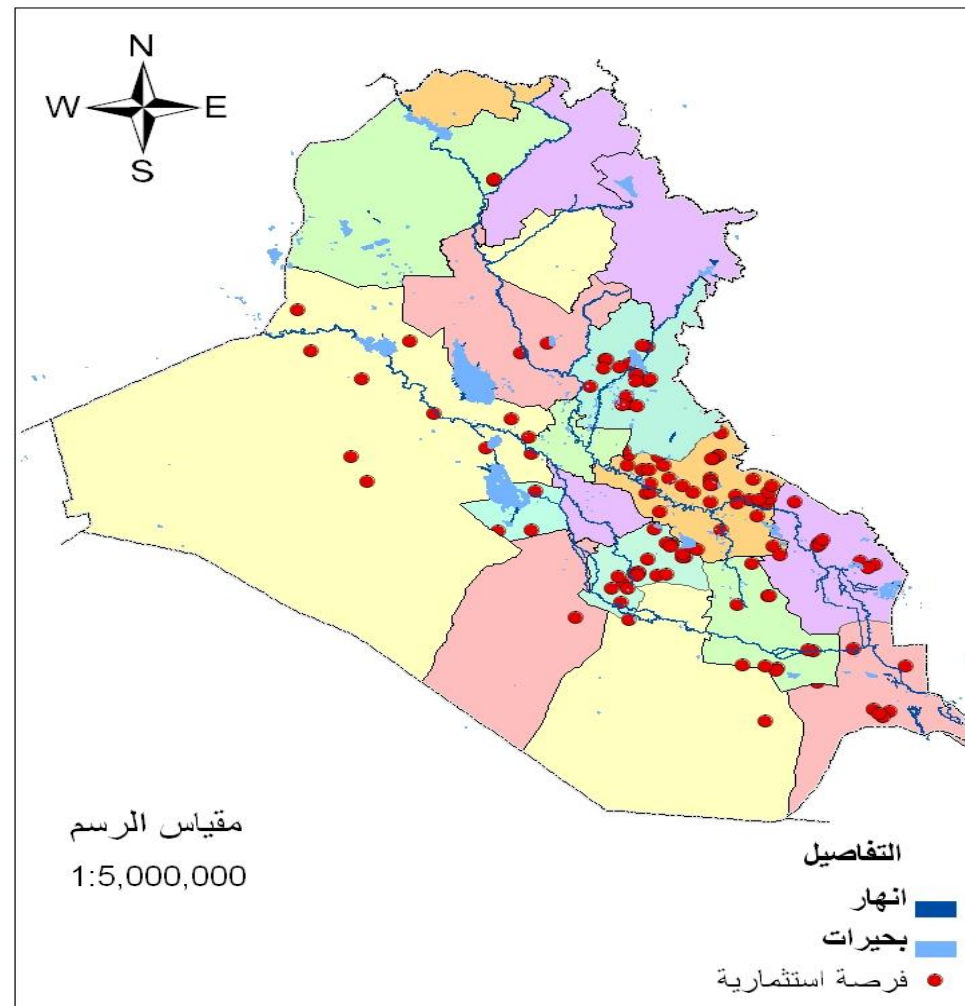 N
W E
S
مقياس الرسم
1:5,000,000
التفاصيل
انهار
بحيرات
فرصة استثمارية